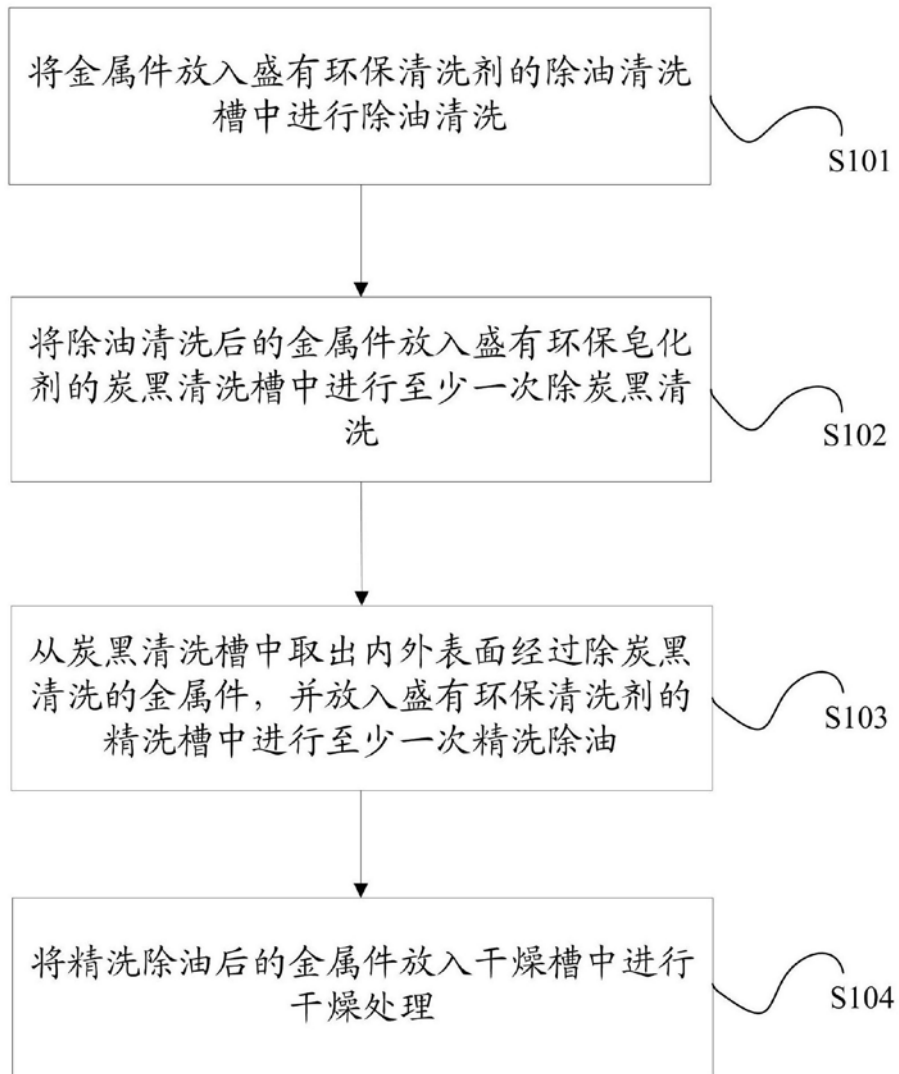 将金属件放入盛有环保清洗剂的除油清洗
槽中进行除油清洗
S101
将除油清洗后的金属件放入盛有环保皂化
剂的炭黑清洗槽中进行至少一次除炭黑清
洗
S102
从炭黑清洗槽中取出内外表面经过除炭黑
清洗的金属件，并放入盛有环保清洗剂的
精洗槽中进行至少一次精洗除油
S103
将精洗除油后的金属件放入干燥槽中进行
干燥处理
S104